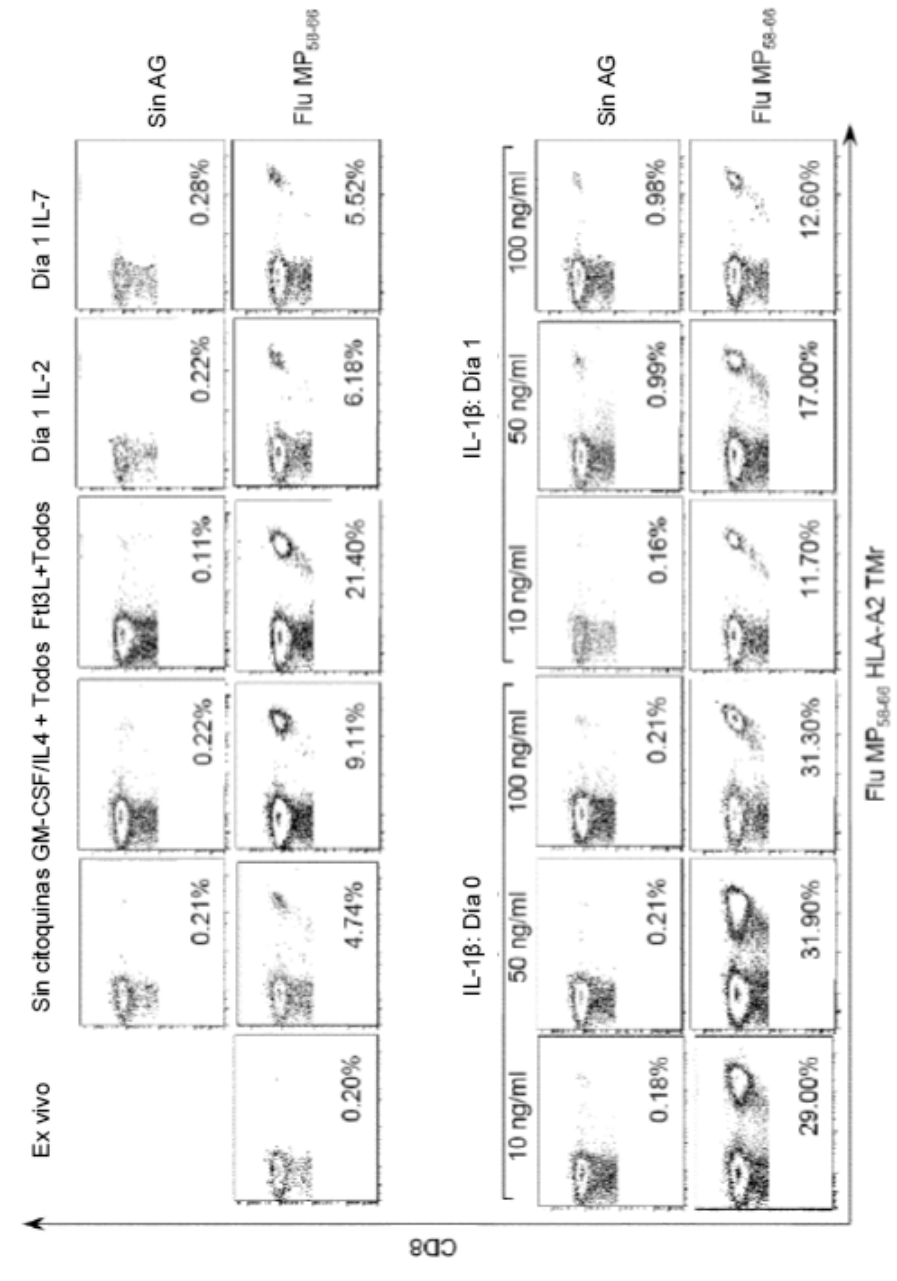 Ex vivo Sin citoquinas GM-CSF/IL4 + Todos Ftl3L+Todos Día 1 IL-2 Día 1 IL-7
0.21% 0.22% 0.11% 0.22% 0.28% Sin AG
0.20% 4.74% 9.11% 21.40% 6.18% 5.52% Flu MP58-66
IL-1β: Día 0 IL-1β: Día 1
10 ng/ml 50 ng/ml 100 ng/ml 10 ng/ml 50 ng/ml 100 ng/ml
0.18% 0.21% 0.21% 0.16% 0.99% 0.98% Sin AG
29.00% 31.90% 31.30% 11.70% 17.00% 12.60% Flu MP58-66
CD8
Flu MP58-66 HLA-A2 TMr